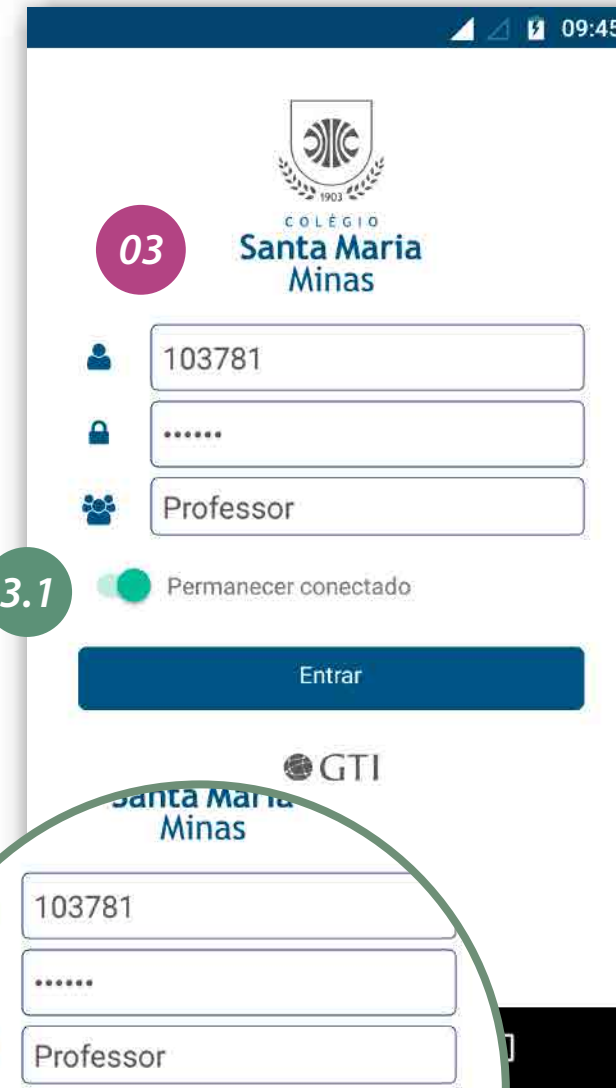 09:45
1903
COLÉGIO
Santa Maria
Minas
03
103781
••••••
Professor
3.1
Permanecer conectado
Entrar
GTI
Santa Maria
Minas
103781
••••••
Professor